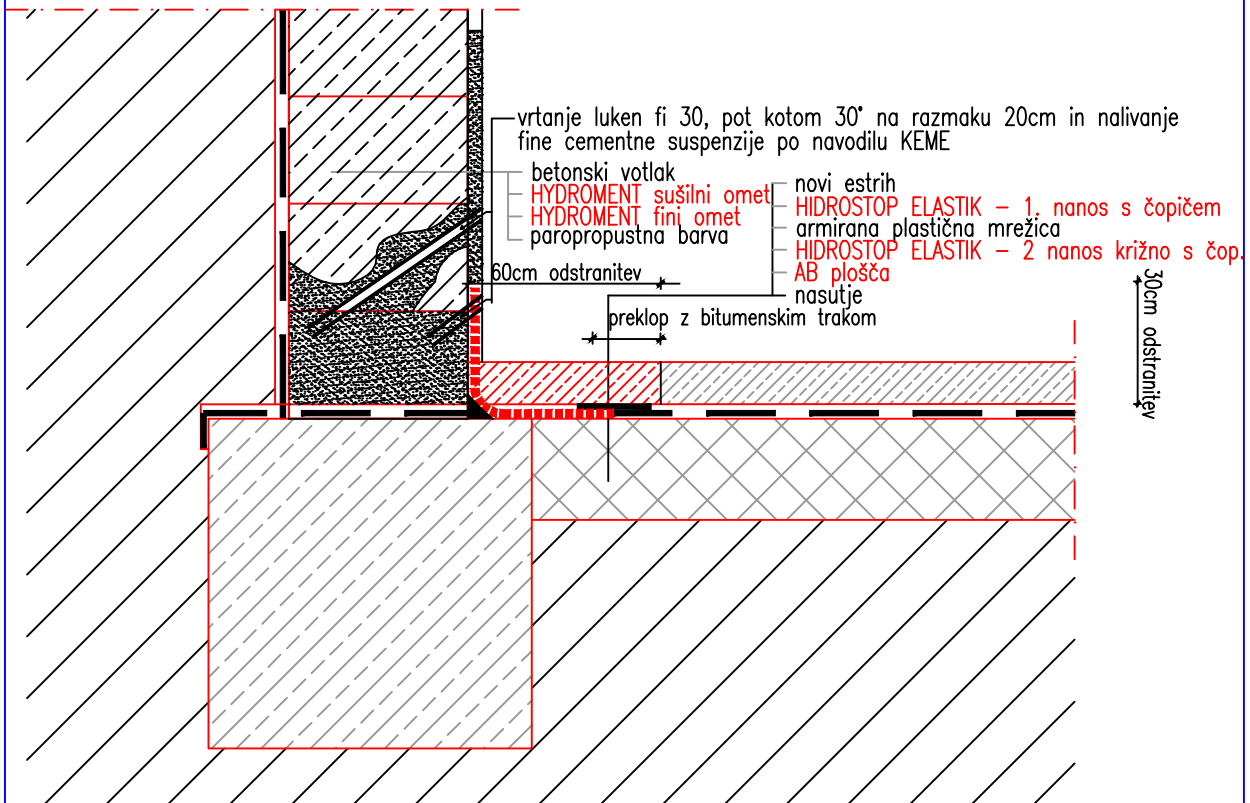 vrtanje luken fi 30, pot kotom 30° na razmaku 20cm in nalivanje
fine cementne suspenzije po navodilu KEME
betonski votlak
HYDROMENT sušilni omet
HYDROMENT fini omet
paropropustna barva
novi estrih
HIDROSTOP ELASTIK – 1. nanos s čopičem
armirana plastična mrežica
HIDROSTOP ELASTIK – 2 nanos križno s čop.
AB plošča
nasutje
60cm odstranitev
preklop z bitumenskim trakom
30cm odstranitev